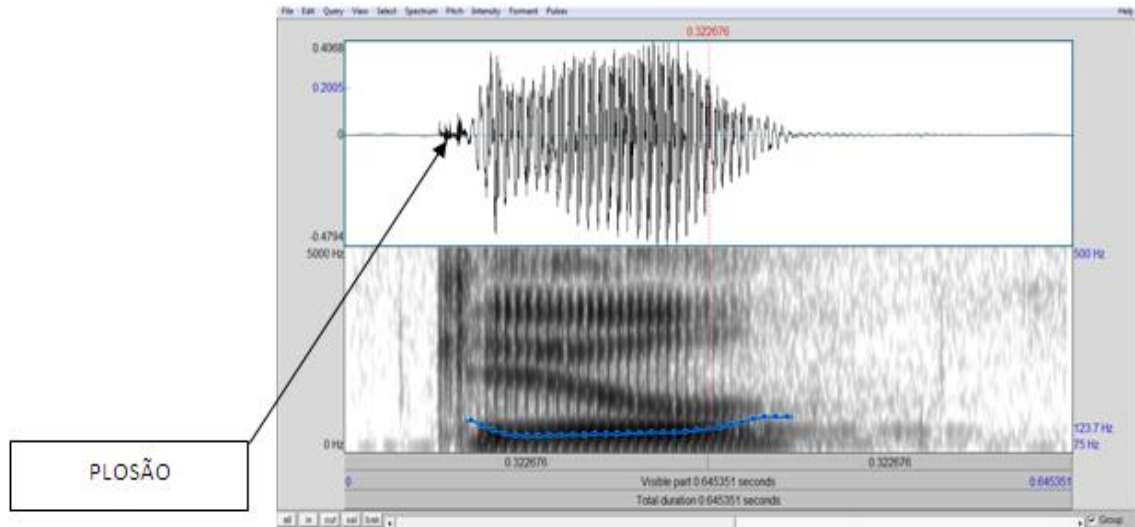 File Edit Query View Select Spectrum Pitch Intensity Formant Pulses Help
0.322676
0.4068
0.2005
0
-0.4794
5000 Hz
500 Hz
123.7 Hz
0 Hz
75 Hz
PLOSÃO
0.322676 0.322676
0 Visible part 0.645351 seconds 0.645351
Total duration 0.645351 seconds
all in out sel bak Group